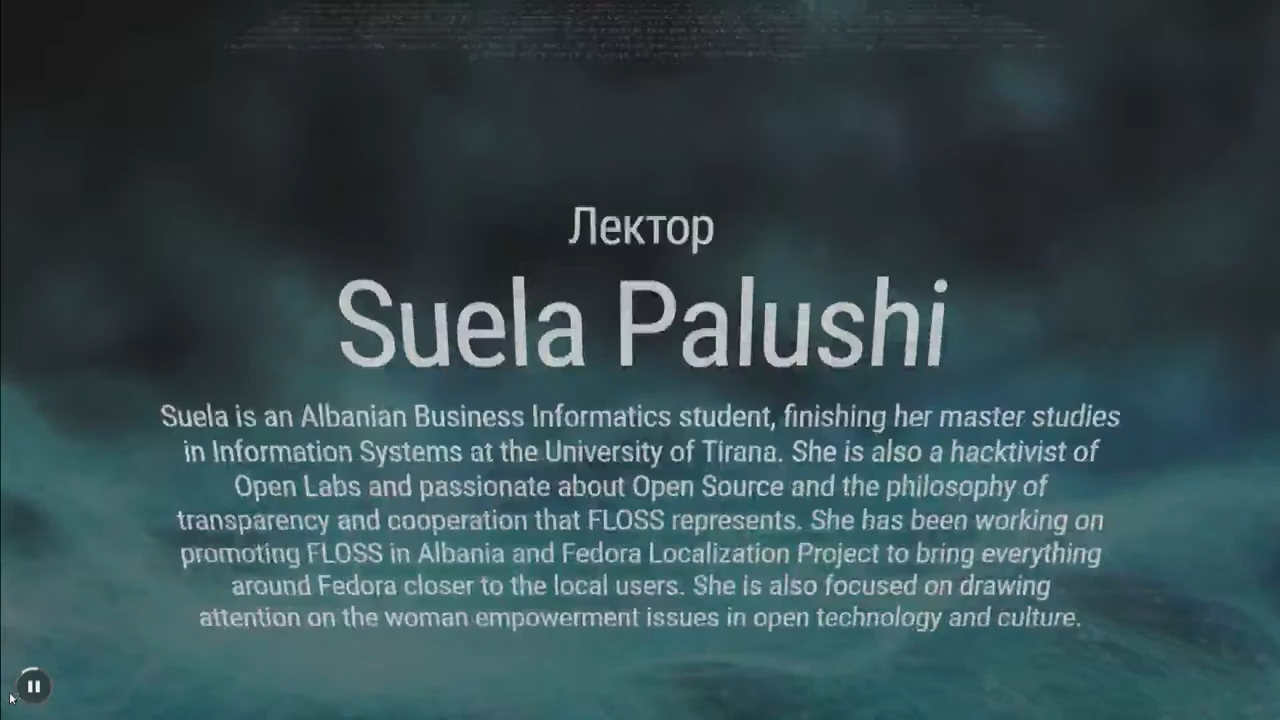 Лектор
Suela Palushi
Suela is an Albanian Business Informatics student, finishing her master studies
in Information Systems at the University of Tirana. She is also a hacktivist of
Open Labs and passionate about Open Source and the philosophy of
transparency and cooperation that FLOSS represents. She has been working on
promoting FLOSS in Albania and Fedora Localization Project to bring everything
around Fedora closer to the local users. She is also focused on drawing
attention on the woman empowerment issues in open technology and culture.